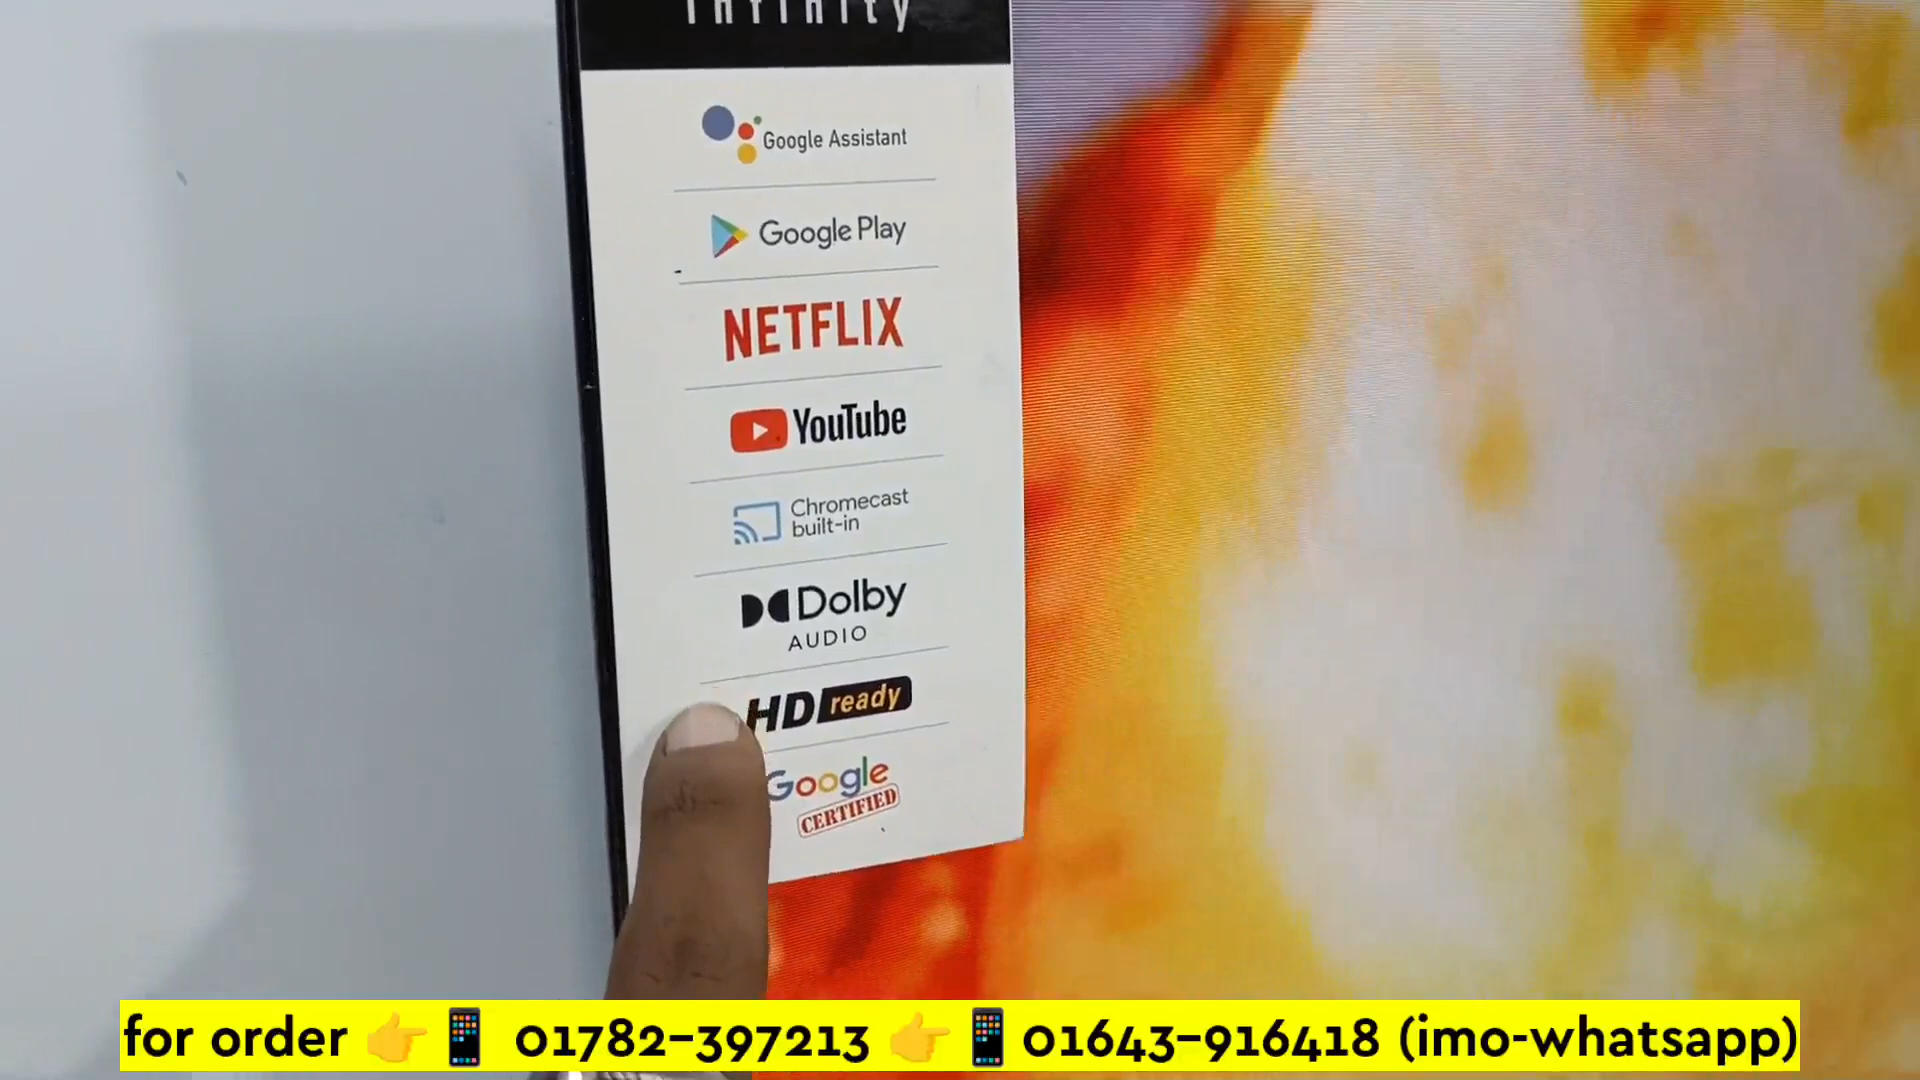 infinity
Google Assistant
Google Play
NETFLIX
YouTube
Chromecast
built-in
Dolby
AUDIO
HD ready
Google
CERTIFIED
for order 👉📱 01782-397213 👉📱 01643-916418 (imo-whatsapp)